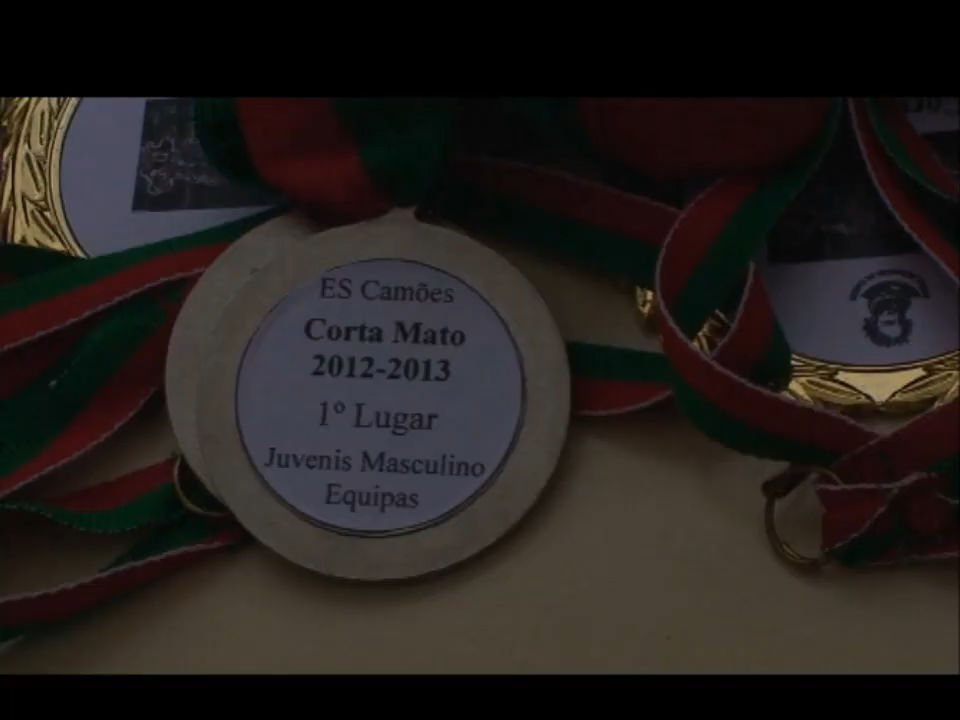 ES Camões
Corta Mato
2012-2013
1º Lugar
Juvenis Masculino
Equipas